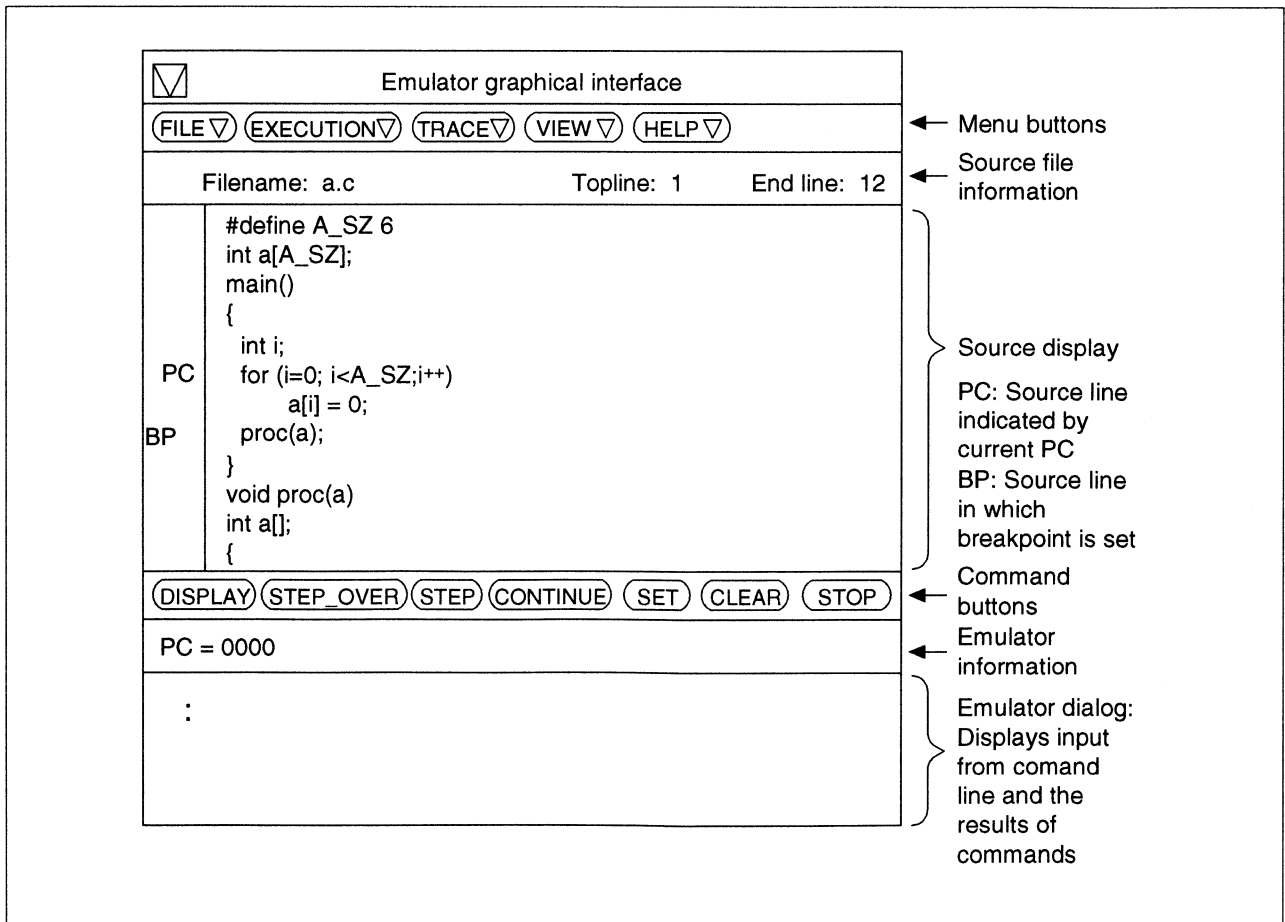 Emulator graphical interface
FILE EXECUTION TRACE VIEW HELP
Menu buttons
Filename: a.c Topline: 1 End line: 12
Source file
information
#define A_SZ 6
int a[A_SZ];
main()
{
int i;
PC for (i=0; i<A_SZ;i++)
a[i] = 0;
BP proc(a);
}
void proc(a)
int a[];
{
Source display
PC: Source line
indicated by
current PC
BP: Source line
in which
breakpoint is set
DISPLAY STEP_OVER STEP CONTINUE SET CLEAR STOP
Command
buttons
PC = 0000
Emulator
information
:
Emulator dialog:
Displays input
from comand
line and the
results of
commands